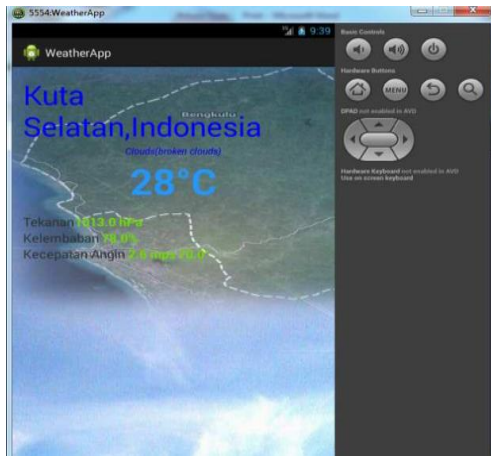 5554:WeatherApp
9:39
WeatherApp
Kuta
Selatan,Indonesia
Bengkulu
Clouds(broken clouds)
28°C
Tekanan 1013.0 hPa
Kelembaban 78.0%
Kecepatan Angin 2.6 mps
Basic Controls
Hardware Buttons
MENU
DPAD not enabled in AVD
Hardware Keyboard not enabled in AVD
Use on screen keyboard